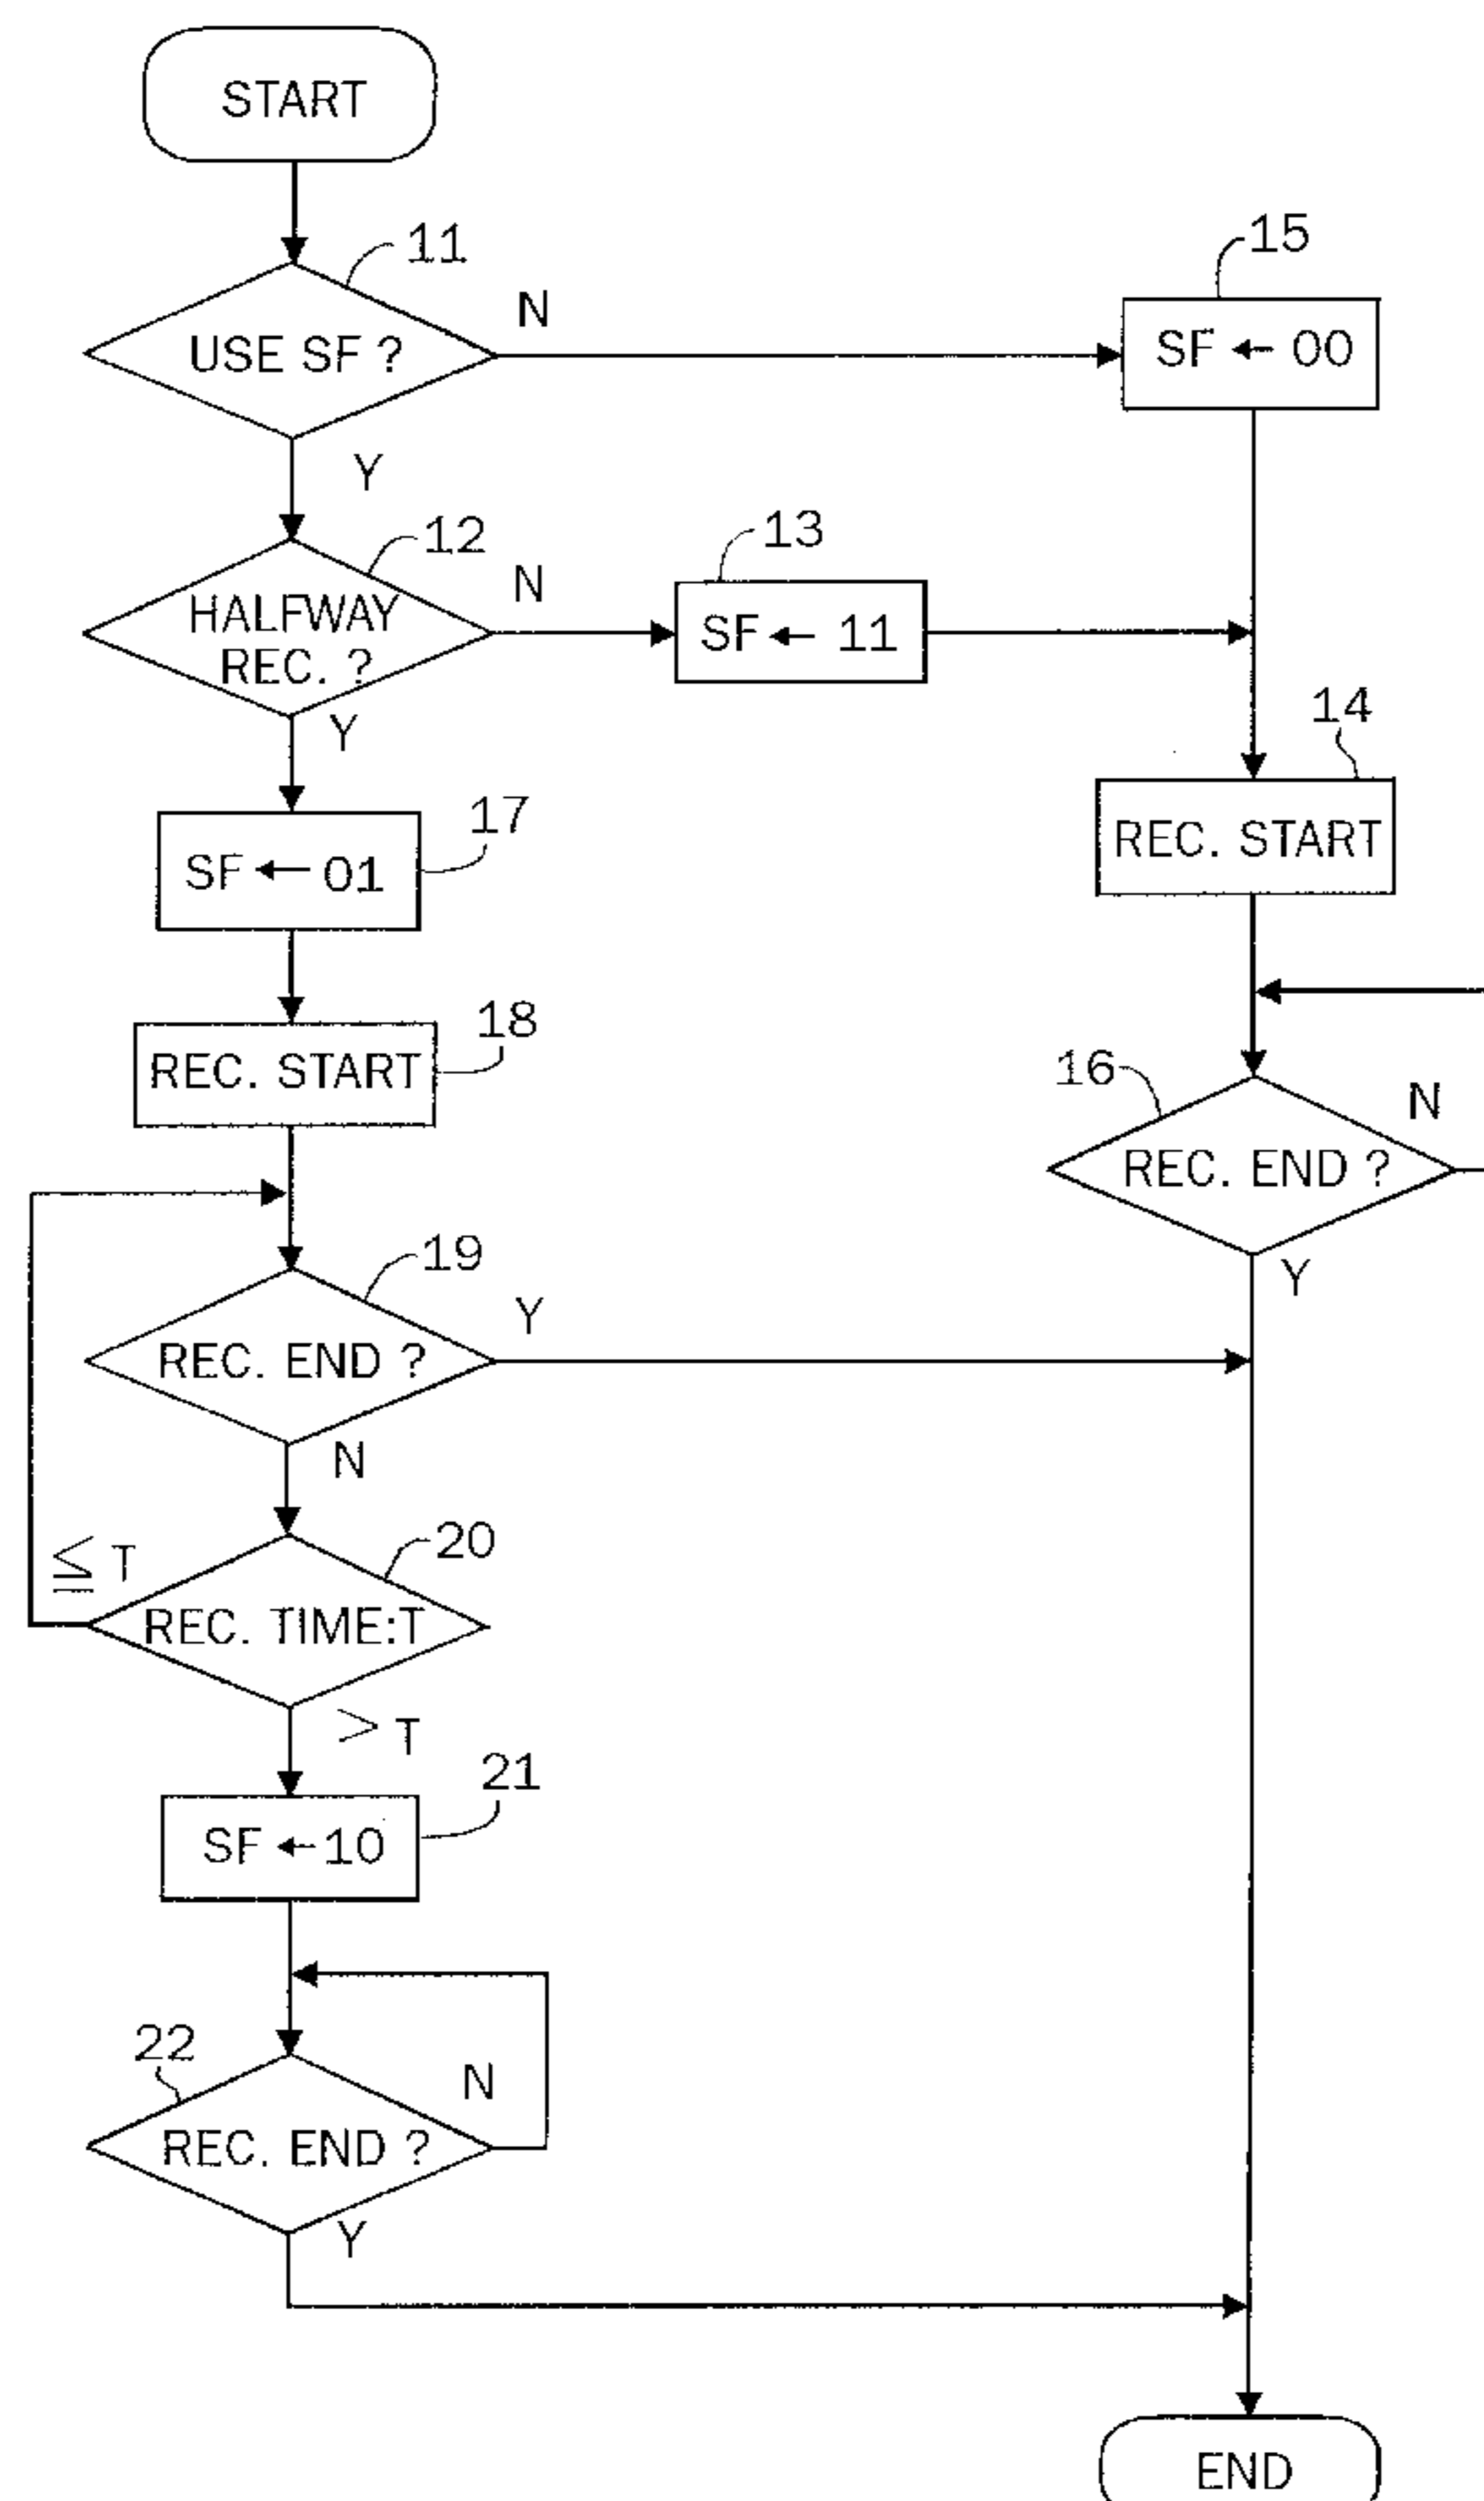 START
11
USE SF ?
N
15
SF ← 00
Y
12
HALFWAY
REC. ?
N
13
SF ← 11
Y
14
REC. START
17
SF ← 01
18
REC. START
16
REC. END ?
N
Y
19
REC. END ?
Y
N
20
REC. TIME:T
≦ T
> T
21
SF ← 10
22
REC. END ?
N
Y
END